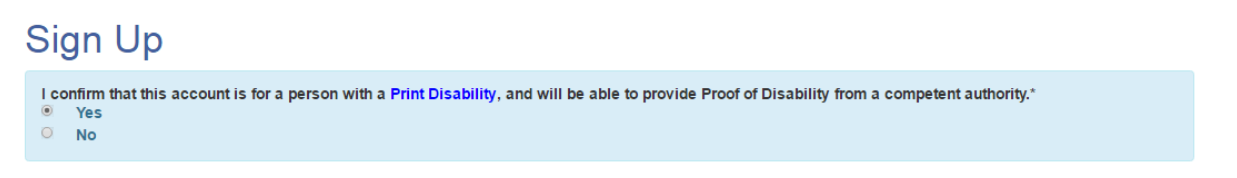 Sign Up
I confirm that this account is for a person with a Print Disability, and will be able to provide Proof of Disability from a competent authority.*
Yes
No